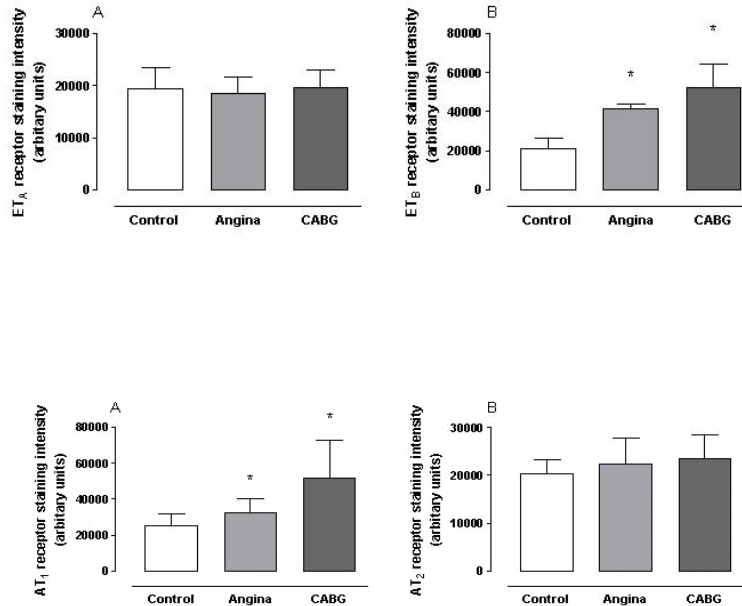 A
ETA receptor staining intensity
(arbitary units)
30000
20000
10000
0
Control Angina CABG
B
ETB receptor staining intensity
(arbitary units)
80000
60000
40000
20000
0
*
*
Control Angina CABG
A
AT1 receptor staining intensity
(arbitary units)
80000
60000
40000
20000
0
*
*
Control Angina CABG
B
AT2 receptor staining intensity
(arbitary units)
30000
20000
10000
0
Control Angina CABG